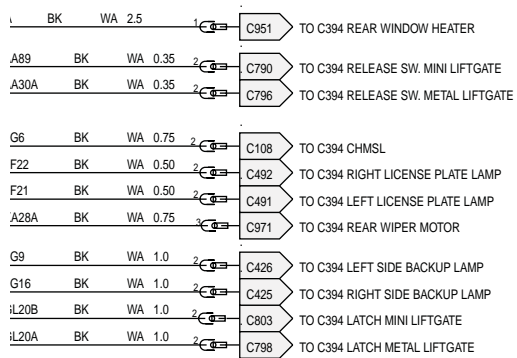 BK WA 2.5 1 C951 TO C394 REAR WINDOW HEATER
A89 BK WA 0.35 2 C790 TO C394 RELEASE SW. MINI LIFTGATE
A30A BK WA 0.35 2 C796 TO C394 RELEASE SW. METAL LIFTGATE
G6 BK WA 0.75 2 C108 TO C394 CHMSL
F22 BK WA 0.50 2 C492 TO C394 RIGHT LICENSE PLATE LAMP
F21 BK WA 0.50 2 C491 TO C394 LEFT LICENSE PLATE LAMP
A28A BK WA 0.75 3 C971 TO C394 REAR WIPER MOTOR
G9 BK WA 1.0 2 C426 TO C394 LEFT SIDE BACKUP LAMP
G16 BK WA 1.0 2 C425 TO C394 RIGHT SIDE BACKUP LAMP
L20B BK WA 1.0 2 C803 TO C394 LATCH MINI LIFTGATE
L20A BK WA 1.0 2 C798 TO C394 LATCH METAL LIFTGATE